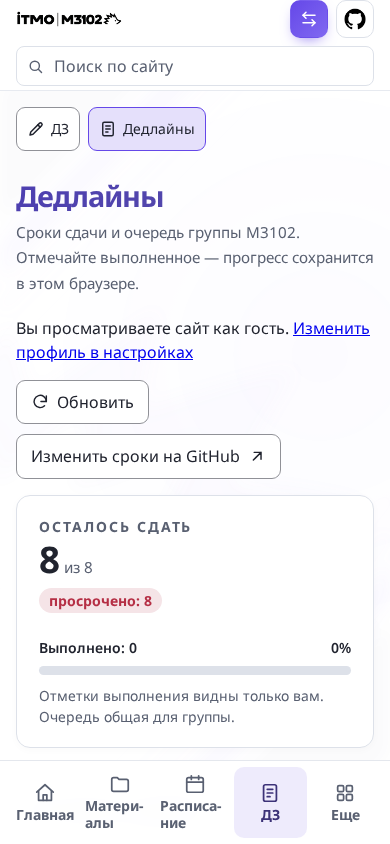 iTMO | M3102
Поиск по сайту
ДЗ Дедлайны
Дедлайны
Сроки сдачи и очередь группы M3102.
Отмечайте выполненное — прогресс сохранится
в этом браузере.
Вы просматриваете сайт как гость. Изменить
профиль в настройках
Обновить
Изменить сроки на GitHub
ОСТАЛОСЬ СДАТЬ
8 из 8
просрочено: 8
Выполнено: 0 0%
Отметки выполнения видны только вам.
Очередь общая для группы.
Главная
Матери-
алы
Расписа-
ние
ДЗ
Еще